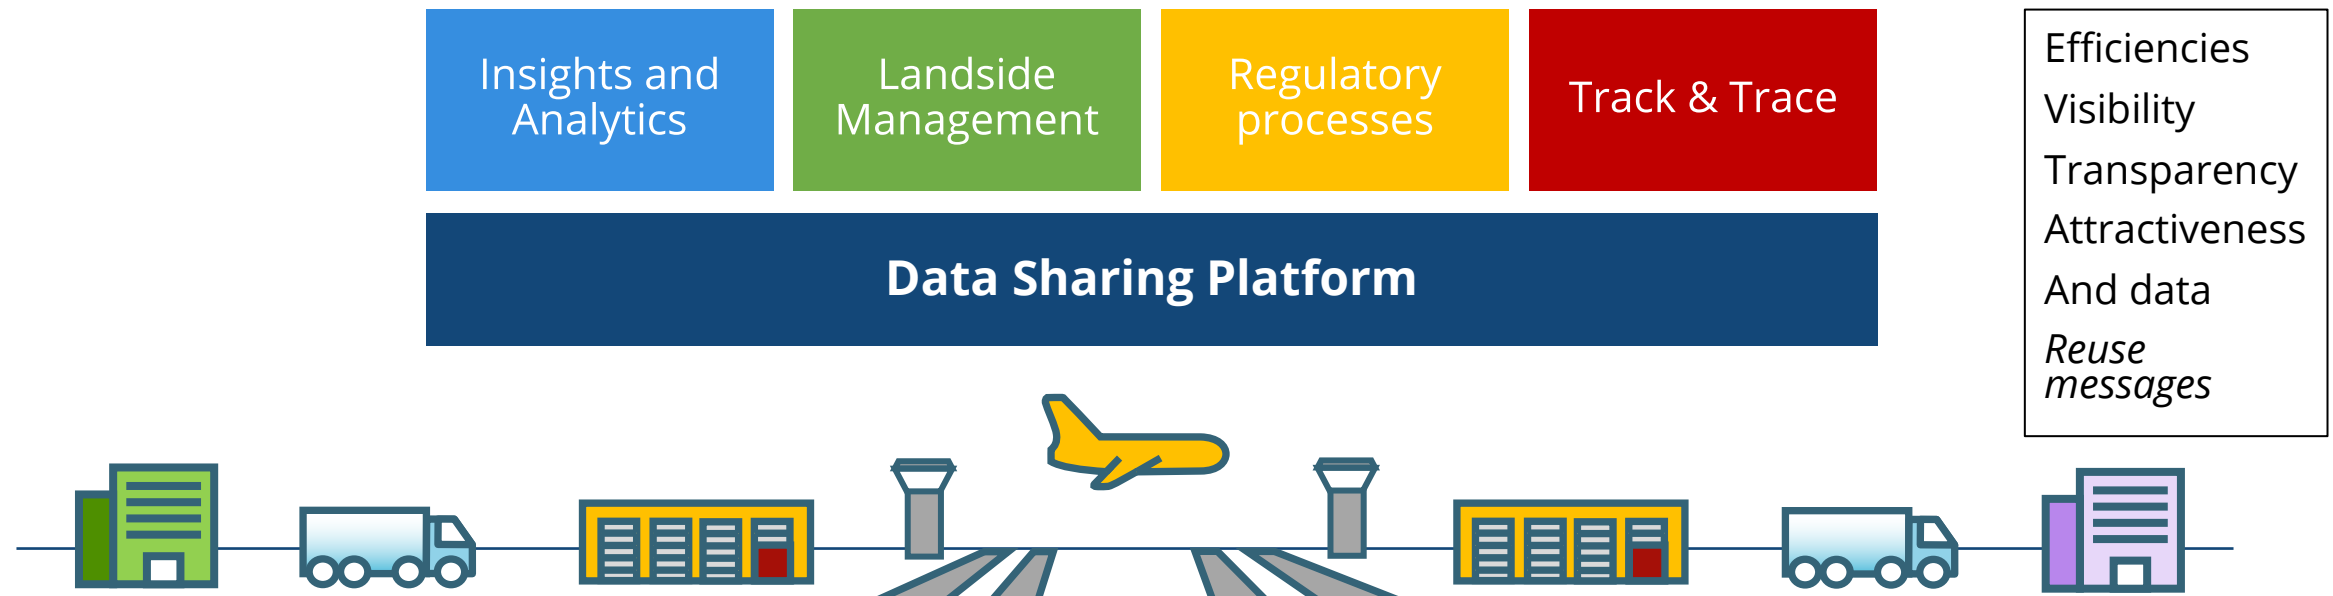 Insights and
Analytics
Landside
Management
Regulatory
processes
Track & Trace
Data Sharing Platform
Efficiencies
Visibility
Transparency
Attractiveness
And data
Reuse
messages